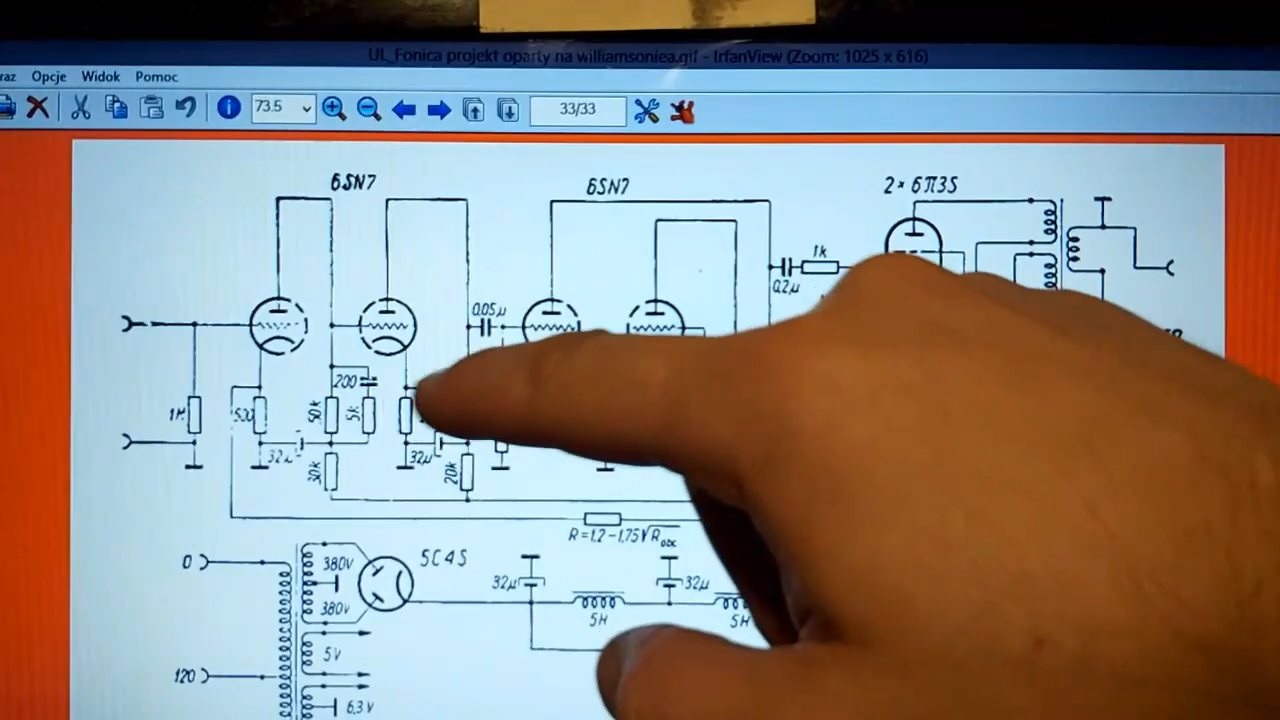 UL_Fonica projekt oparty na williamsoniea.gif - IrfanView (Zoom: 1025 x 616)
raz Opcje Widok Pomoc
73.5 33/33
6SN7 6SN7 2×6П3S
1k
0,05µ 0,2µ
200
1M 500 50k 5k
32µ 32µ
30k 20k
R=1,2-1,75√Robc
0 380V 5C4S 32µ 32µ
380V
5H 5H
5V
120
6,3V